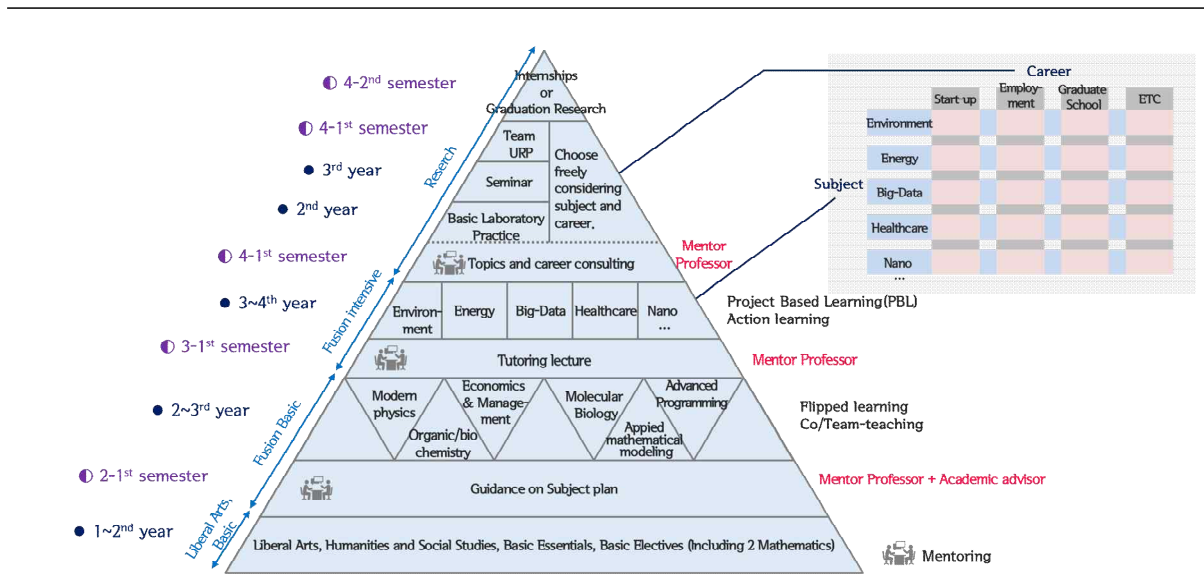 4-2nd semester
4-1st semester
3rd year
2nd year
4-1st semester
3~4th year
3-1st semester
2~3rd year
2-1st semester
1~2nd year
Reserch
Fusion intensive
Fusion Basic
Liberal Arts,
Basic
Internships
or
Graduation Research
Team
URP
Seminar
Basic Laboratory
Practice
Choose
freely
considering
subject and
career.
Topics and career consulting
Mentor
Professor
Environ-
ment
Energy
Big-Data
Healthcare
Nano
...
Project Based Learning(PBL)
Action learning
Tutoring lecture
Mentor Professor
Modern
physics
Organic/bio
chemistry
Economics
& Manage-
ment
Molecular
Biology
Appied
mathematical
modeling
Advanced
Programming
Flipped learning
Co/Team-teaching
Guidance on Subject plan
Mentor Professor + Academic advisor
Liberal Arts, Humanities and Social Studies, Basic Essentials, Basic Electives (Including 2 Mathematics)
Mentoring
Career
Start up
Employ-
ment
Graduate
School
ETC
Subject
Environment
Energy
Big-Data
Healthcare
Nano
...